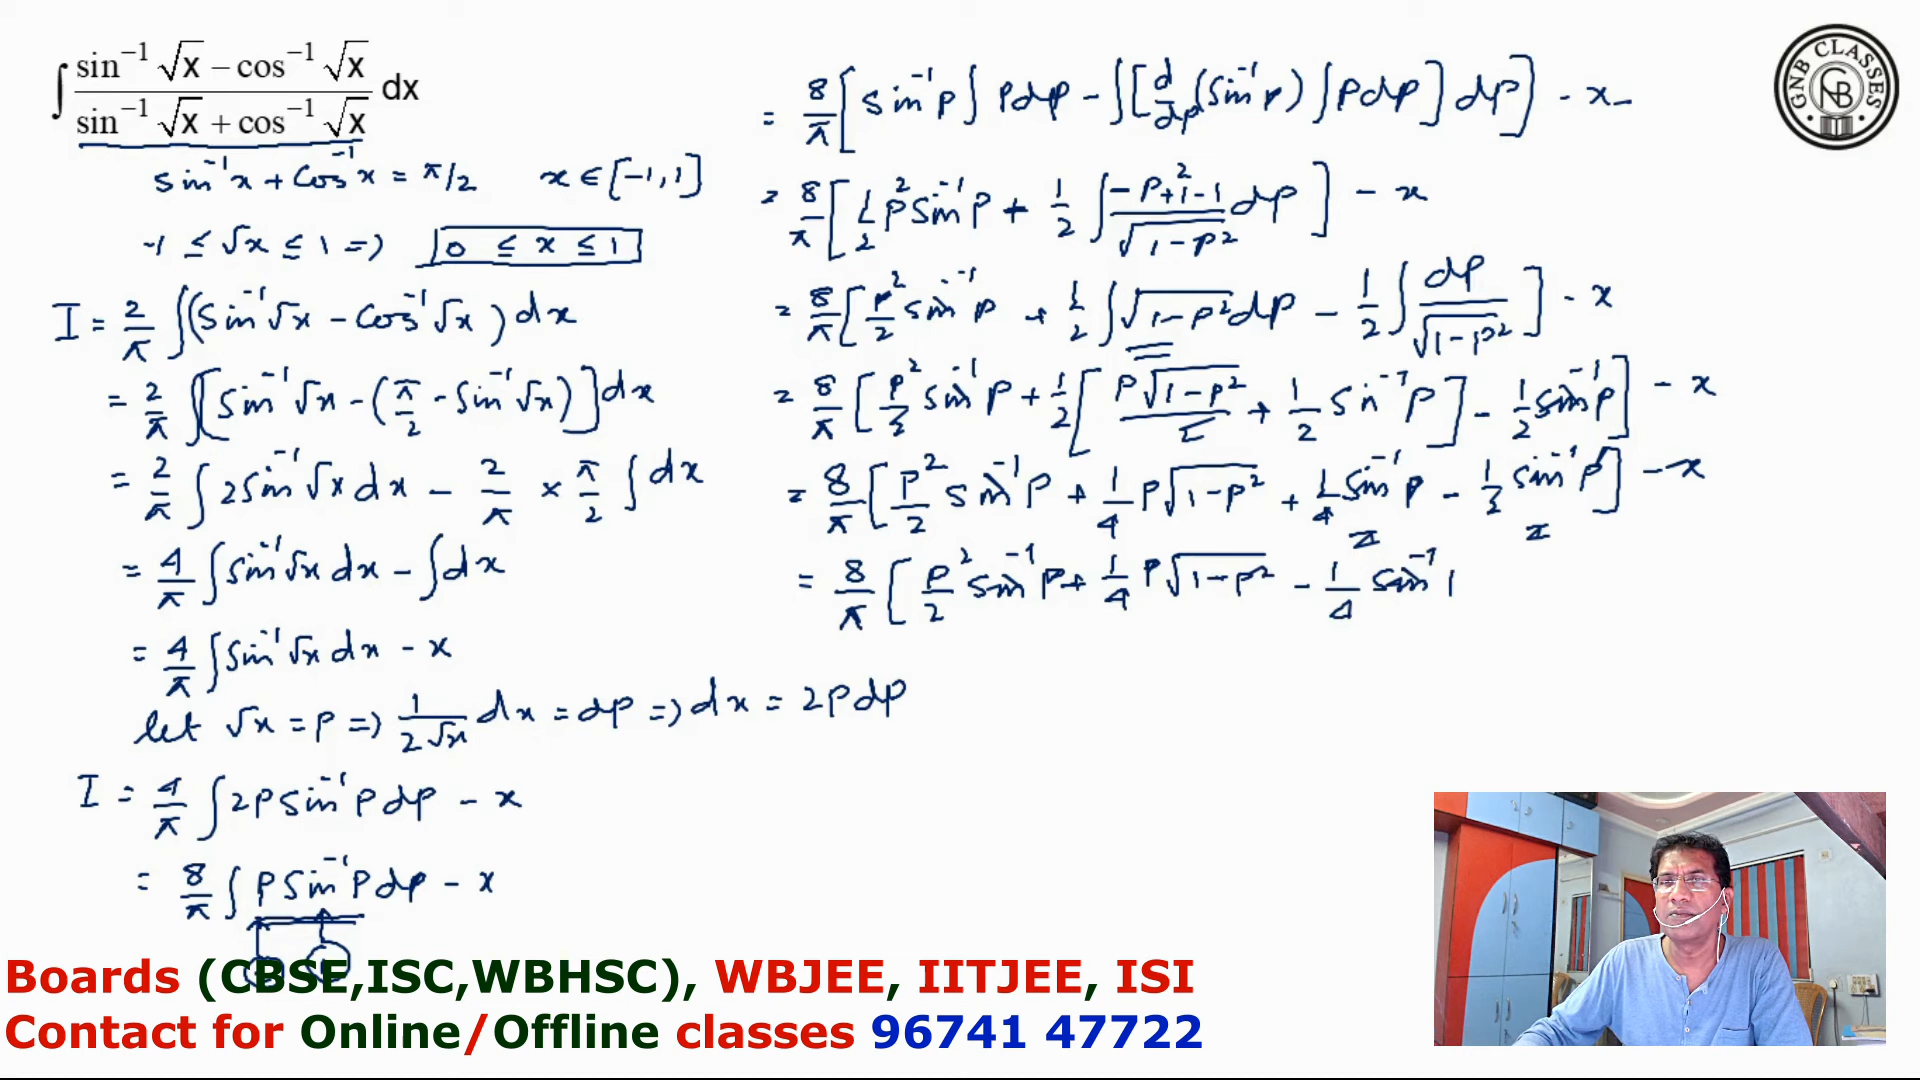 ∫ (sin⁻¹ √x – cos⁻¹ √x)/(sin⁻¹ √x + cos⁻¹ √x) dx
sin⁻¹x + cos⁻¹x = π/2   x ∈ [-1, 1]
-1 ≤ √x ≤ 1 => 0 ≤ x ≤ 1
I = 2/π ∫(sin⁻¹√x - cos⁻¹√x) dx
= 2/π ∫[sin⁻¹√x - (π/2 - sin⁻¹√x)] dx
= 2/π ∫ 2 sin⁻¹√x dx - 2/π × π/2 ∫ dx
= 4/π ∫ sin⁻¹√x dx - ∫ dx
= 4/π ∫ sin⁻¹√x dx - x
let √x = p => 1/(2√x) dx = dp => dx = 2p dp
I = 4/π ∫ 2p sin⁻¹p dp - x
= 8/π ∫ p sin⁻¹p dp - x
= 8/π [sin⁻¹p ∫ p dp - ∫[d/dp (sin⁻¹p) ∫ p dp] dp] - x
= 8/π [1/2 p² sin⁻¹p + 1/2 ∫ (-p²+1-1)/√(1-p²) dp] - x
= 8/π [p²/2 sin⁻¹p + 1/2 ∫ √(1-p²) dp - 1/2 ∫ dp/√(1-p²)] - x
= 8/π [p²/2 sin⁻¹p + 1/2 [p√(1-p²)/2 + 1/2 sin⁻¹p] - 1/2 sin⁻¹p] - x
= 8/π [p²/2 sin⁻¹p + 1/4 p√(1-p²) + 1/4 sin⁻¹p - 1/2 sin⁻¹p] - x
= 8/π [p²/2 sin⁻¹p + 1/4 p√(1-p²) - 1/4 sin⁻¹
GNB CLASSES
Boards (CBSE,ISC,WBHSC), WBJEE, IITJEE, ISI
Contact for Online/Offline classes 96741 47722